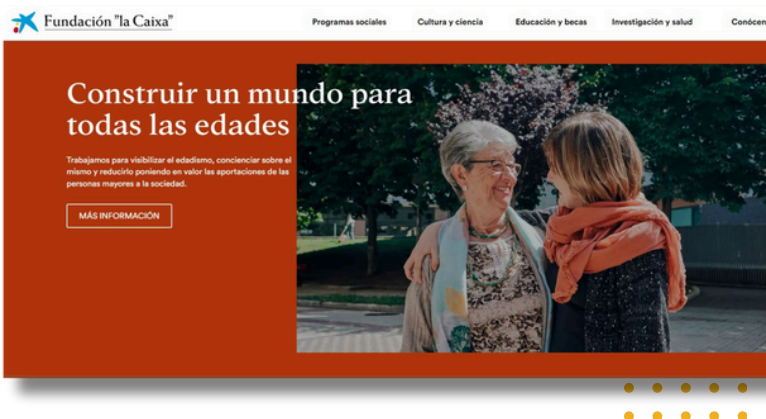 Fundación "la Caixa"
Programas sociales
Cultura y ciencia
Educación y becas
Investigación y salud
Conócen
Construir un mundo para
todas las edades
Trabajamos para visibilizar el edadismo, concienciar sobre el
mismo y reducirlo poniendo en valor las aportaciones de las
personas mayores a la sociedad.
MÁS INFORMACIÓN